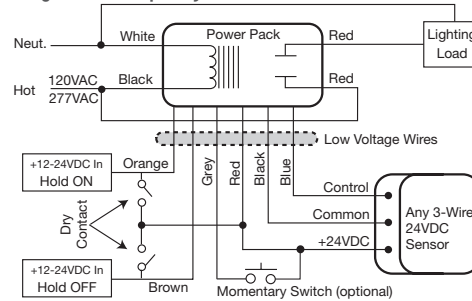 Power Pack
Neut.
White
Red
Lighting
Load
Hot
120VAC
277VAC
Black
Red
Low Voltage Wires
+12-24VDC In
Hold ON
Orange
Grey
Red
Black
Blue
Dry
Contact
Control
Common
+24VDC
Any 3-Wire
24VDC
Sensor
+12-24VDC In
Hold OFF
Brown
Momentary Switch (optional)